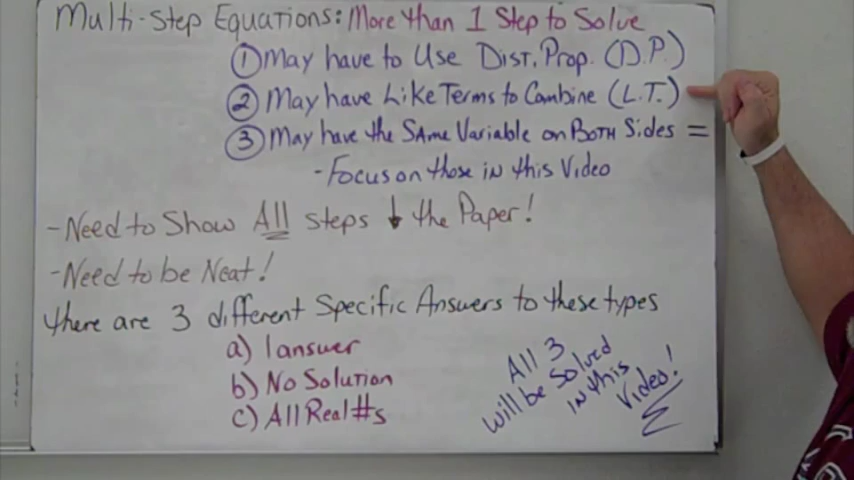 Multi-Step Equations: More than 1 Step to Solve
① May have to Use Dist. Prop. (D.P.)
② May have Like Terms to Combine (L.T.)
③ May have the SAME Variable on BOTH Sides =
- Focus on those in this Video
- Need to Show ALL steps ↓ the Paper!
- Need to be Neat!
There are 3 different Specific Answers to these types
a) 1 answer
b) No Solution
c) All Real #s
All 3
will be Solved
in this
Video!